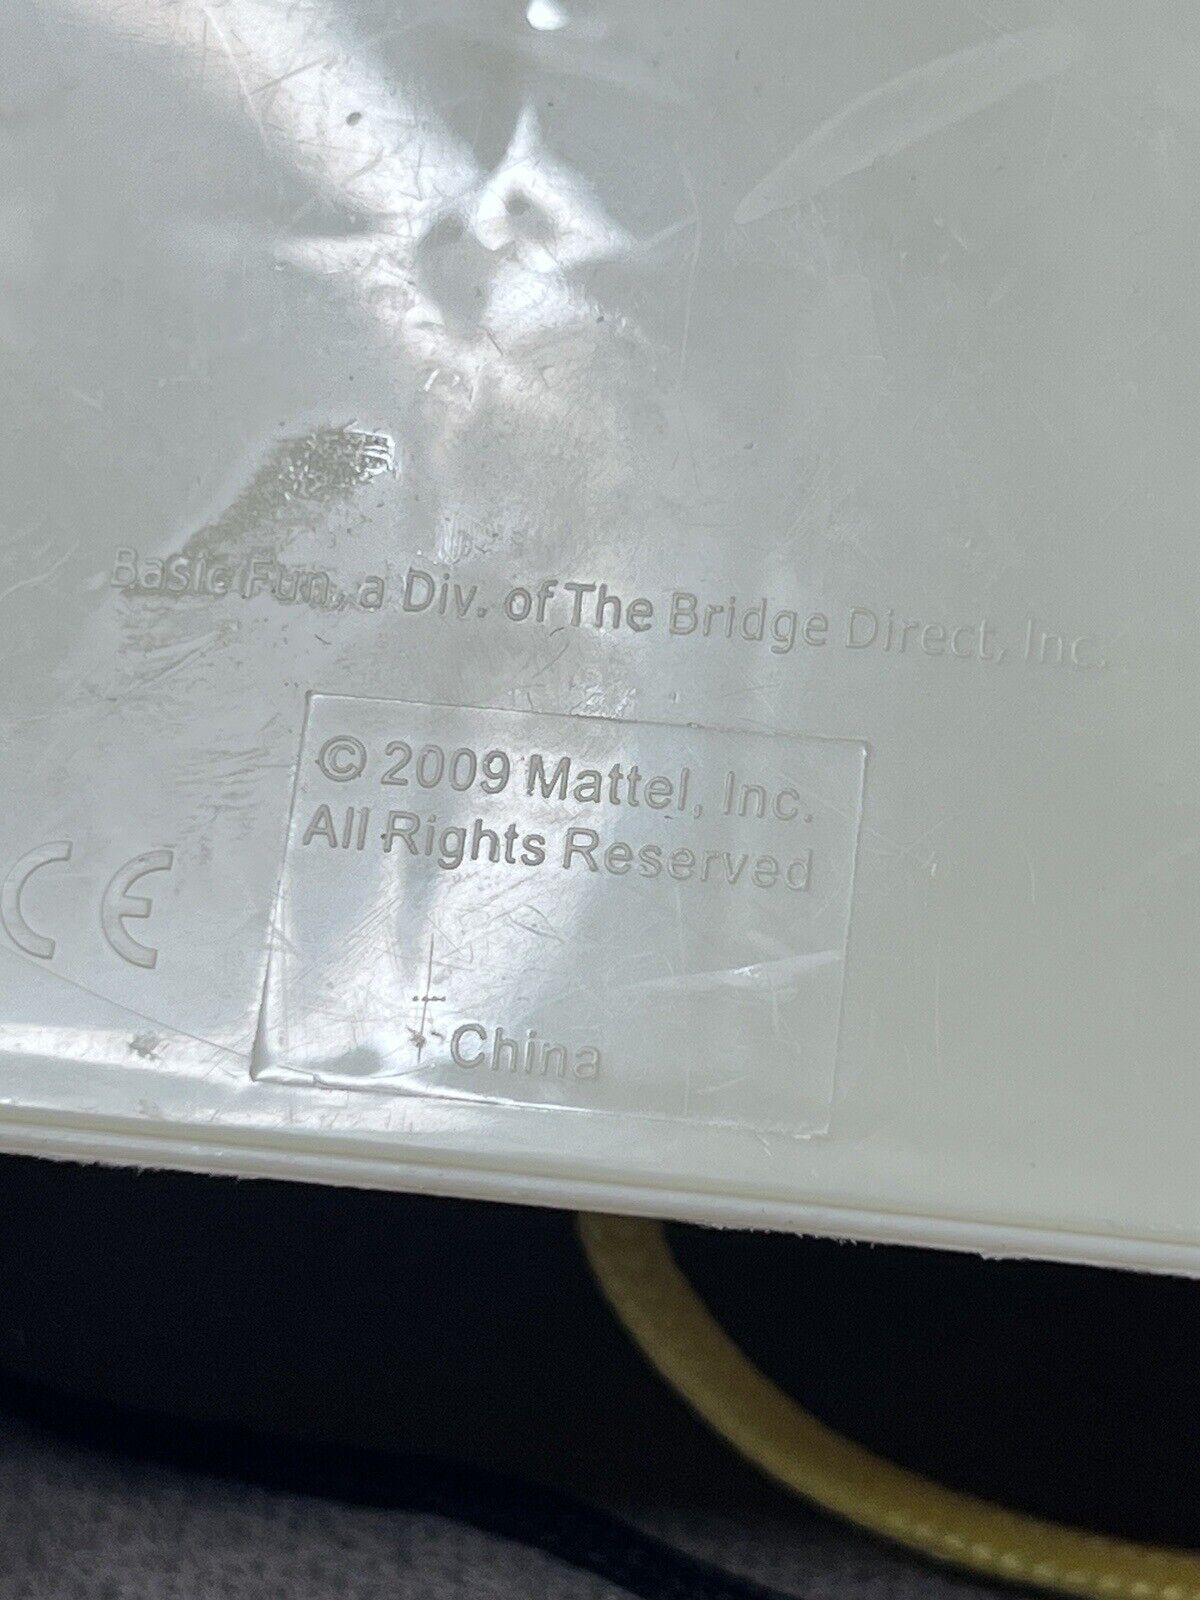 Basic Fun, a Div. of The Bridge Direct, Inc.
© 2009 Mattel, Inc.
All Rights Reserved
CE
China